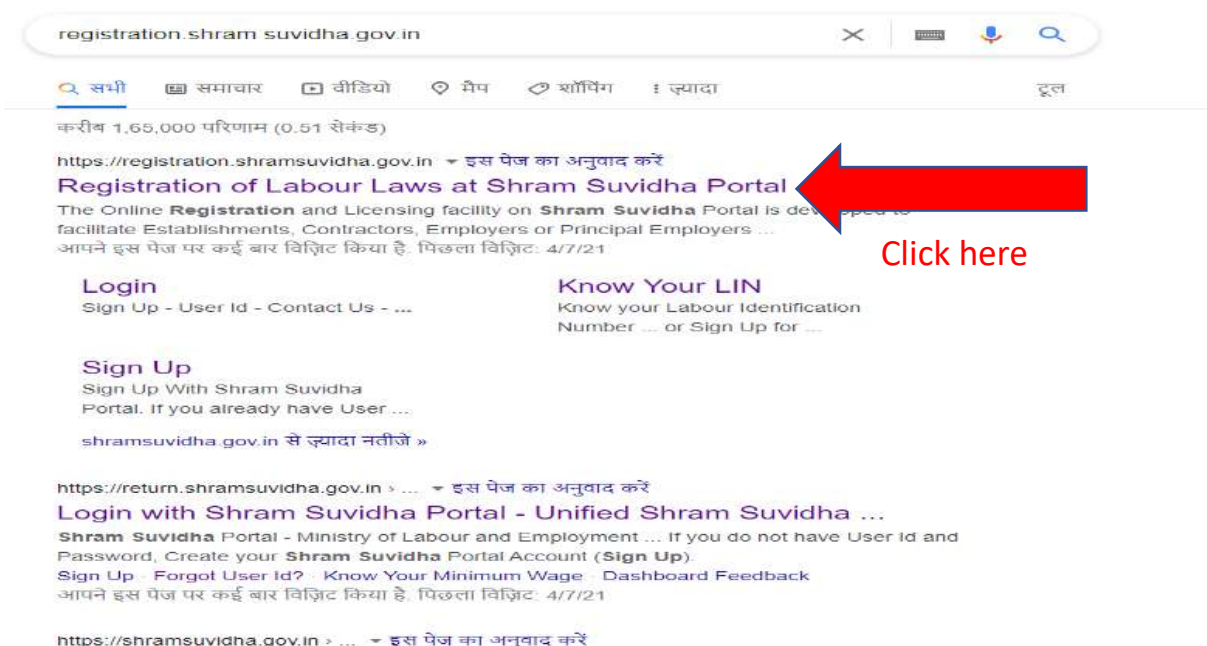 registration.shram suvidha.gov.in
सभी समाचार वीडियो मैप शॉपिंग ज़्यादा टूल
करीब 1,65,000 परिणाम (0.51 सेकंड)
https://registration.shramsuvidha.gov.in इस पेज का अनुवाद करें
Registration of Labour Laws at Shram Suvidha Portal
The Online Registration and Licensing facility on Shram Suvidha Portal is developed to
facilitate Establishments, Contractors, Employers or Principal Employers ...
आपने इस पेज पर कई बार विज़िट किया है. पिछला विज़िट: 4/7/21
Click here
Login
Sign Up - User Id - Contact Us - ...
Know Your LIN
Know your Labour Identification
Number ... or Sign Up for ...
Sign Up
Sign Up With Shram Suvidha
Portal. If you already have User ...
shramsuvidha.gov.in से ज़्यादा नतीजे »
https://return.shramsuvidha.gov.in › ... इस पेज का अनुवाद करें
Login with Shram Suvidha Portal - Unified Shram Suvidha ...
Shram Suvidha Portal - Ministry of Labour and Employment ... If you do not have User Id and
Password, Create your Shram Suvidha Portal Account (Sign Up).
Sign Up · Forgot User Id? · Know Your Minimum Wage · Dashboard Feedback
आपने इस पेज पर कई बार विज़िट किया है. पिछला विज़िट: 4/7/21
https://shramsuvidha.gov.in › ... इस पेज का अनुवाद करें